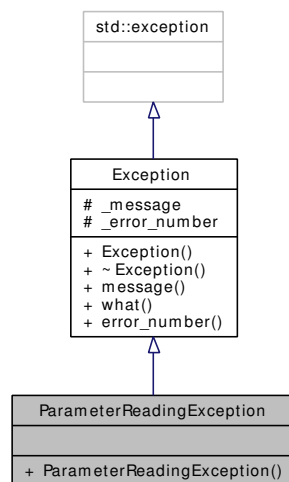 std::exception
Exception
# _message
# _error_number
+ Exception()
+ ~Exception()
+ message()
+ what()
+ error_number()
ParameterReadingException
+ ParameterReadingException()